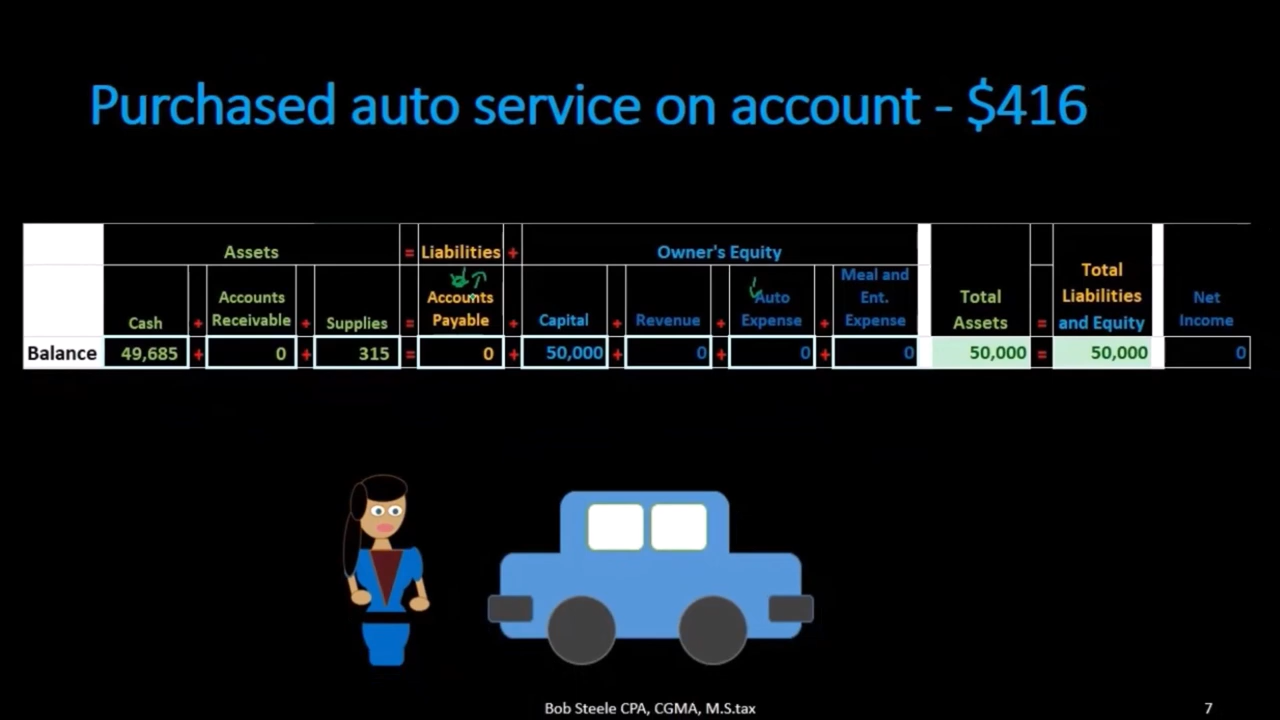 Purchased auto service on account - $416
Assets = Liabilities + Owner's Equity
Cash + Accounts Receivable + Supplies = Accounts Payable + Capital + Revenue + Auto Expense + Meal and Ent. Expense Total Assets = Total Liabilities and Equity Net Income
Balance 49,685 + 0 + 315 = 0 + 50,000 + 0 + 0 + 0 50,000 = 50,000 0
Bob Steele CPA, CGMA, M.S.tax
7